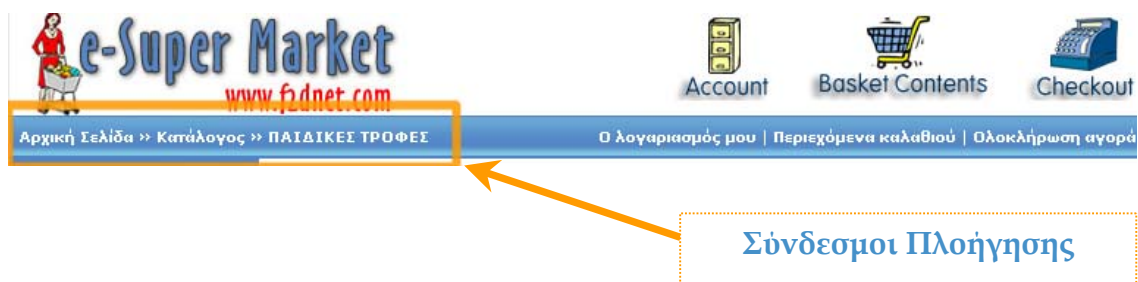 e-Super Market
www.f2dnet.com
Account
Basket Contents
Checkout
Αρχική Σελίδα »» Κατάλογος »» ΠΑΙΔΙΚΕΣ ΤΡΟΦΕΣ
Ο λογαριασμός μου | Περιεχόμενα καλαθιού | Ολοκλήρωση αγορά
Σύνδεσμοι Πλοήγησης